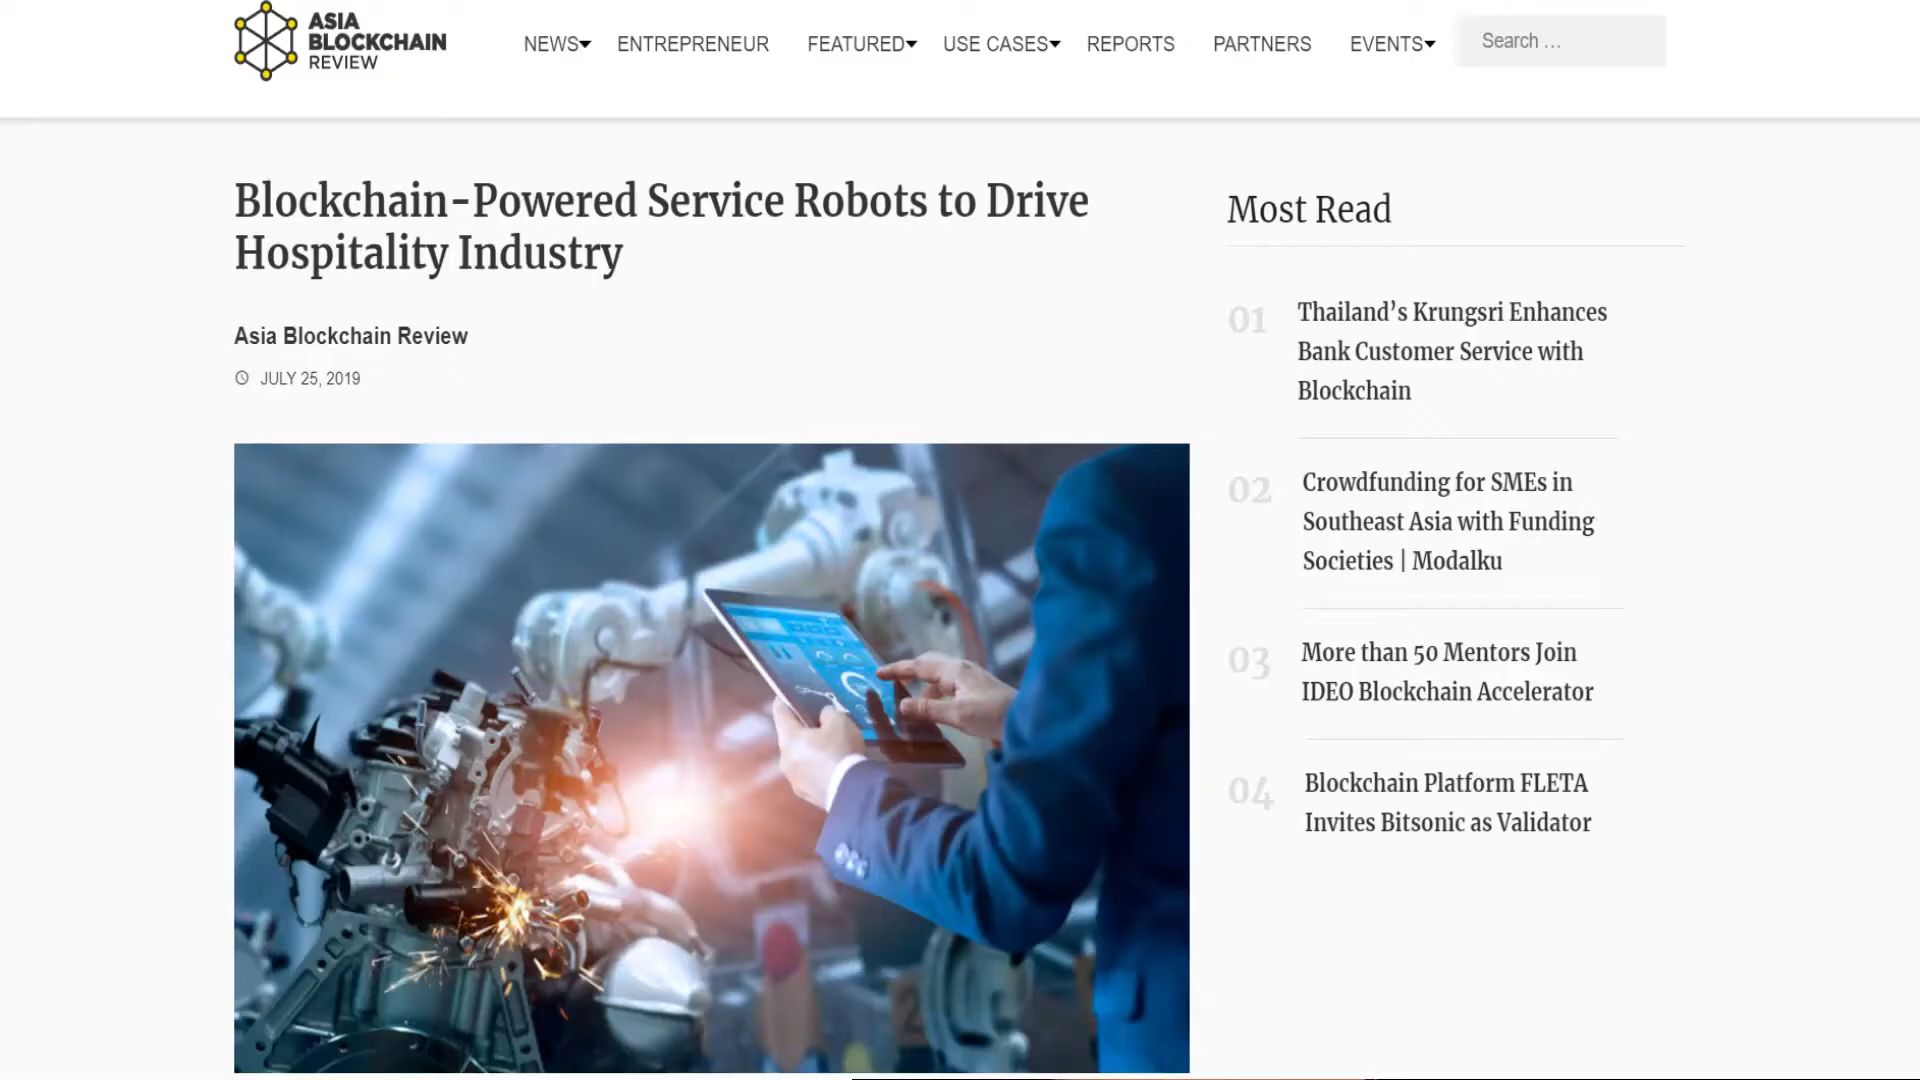 ASIA
BLOCKCHAIN
REVIEW
NEWS ENTREPRENEUR FEATURED USE CASES REPORTS PARTNERS EVENTS Search ...
Blockchain-Powered Service Robots to Drive
Hospitality Industry
Asia Blockchain Review
JULY 25, 2019
Most Read
01 Thailand’s Krungsri Enhances
Bank Customer Service with
Blockchain
02 Crowdfunding for SMEs in
Southeast Asia with Funding
Societies | Modalku
03 More than 50 Mentors Join
IDEO Blockchain Accelerator
04 Blockchain Platform FLETA
Invites Bitsonic as Validator